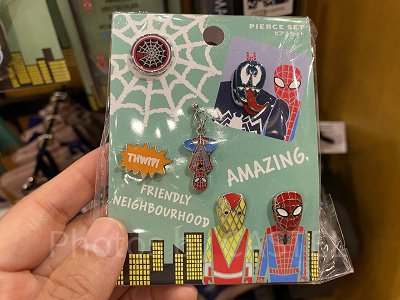 PIERCE SET
ピアスセット
THWIP!
AMAZING.
FRIENDLY
NEIGHBOURHOOD